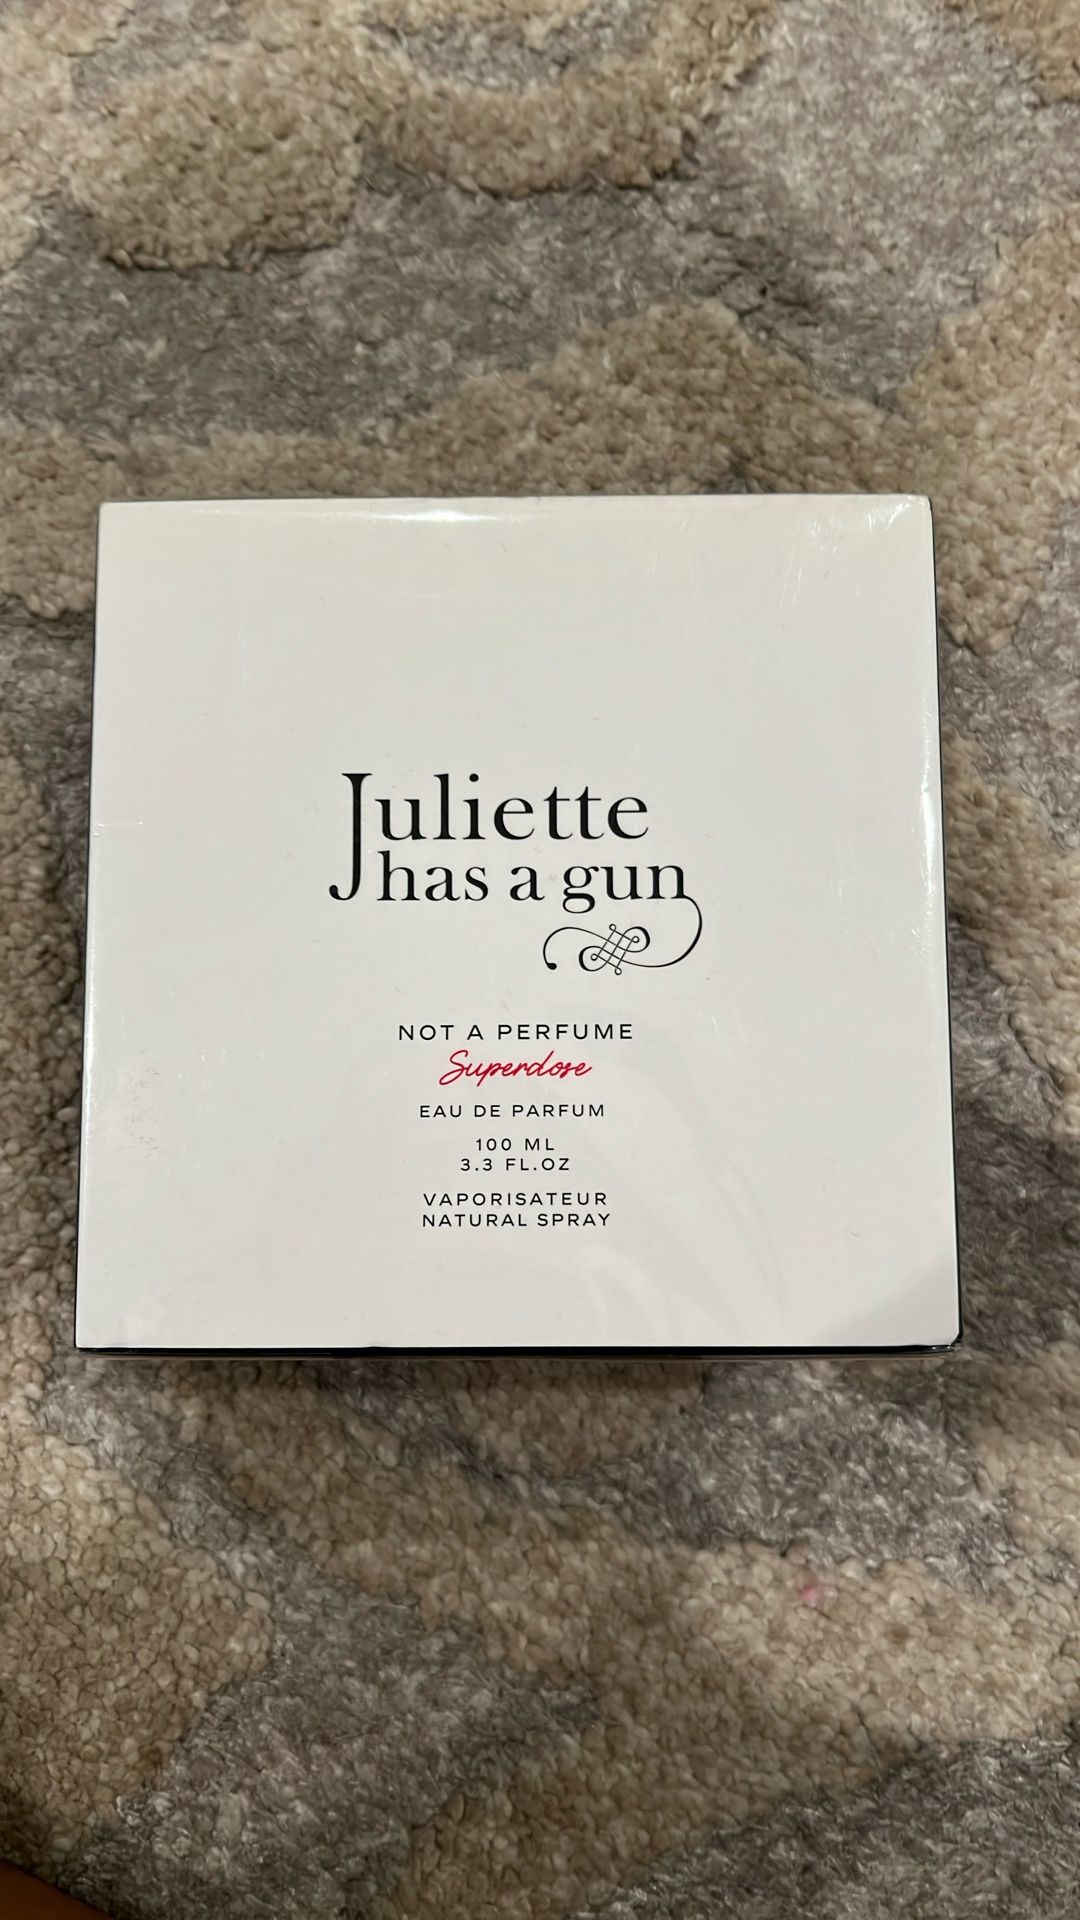 Juliette
has a gun
NOT A PERFUME
Superdose
EAU DE PARFUM
100 ML
3.3 FL.OZ
VAPORISATEUR
NATURAL SPRAY